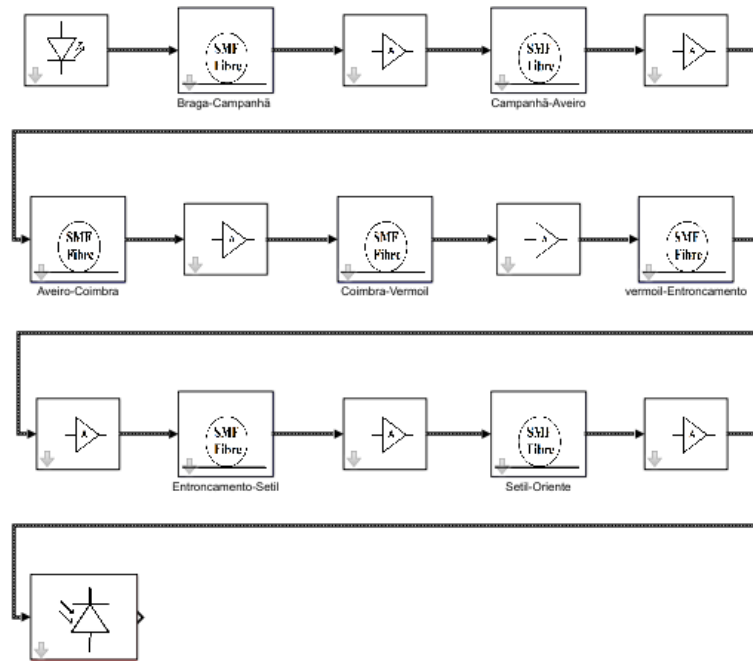 SMF
Fibre
Braga-Campanhã
A
SMF
Fibre
Campanhã-Aveiro
A
SMF
Fibre
Aveiro-Coimbra
A
SMF
Fibre
Coimbra-Vermoil
A
SMF
Fibre
vermoil-Entroncamento
A
SMF
Fibre
Entroncamento-Setil
A
SMF
Fibre
Setil-Oriente
A